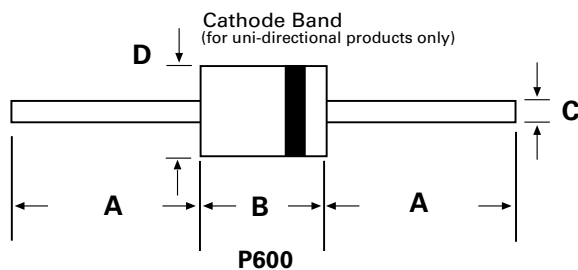 Cathode Band
(for uni-directional products only)
D
C
A
B
A
P600